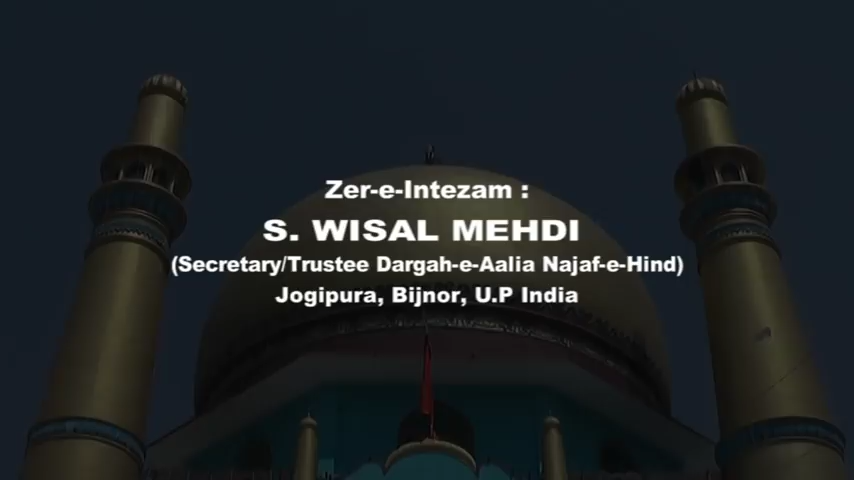 Zer-e-Intezam :
S. WISAL MEHDI
(Secretary/Trustee Dargah-e-Aalia Najaf-e-Hind)
Jogipura, Bijnor, U.P India